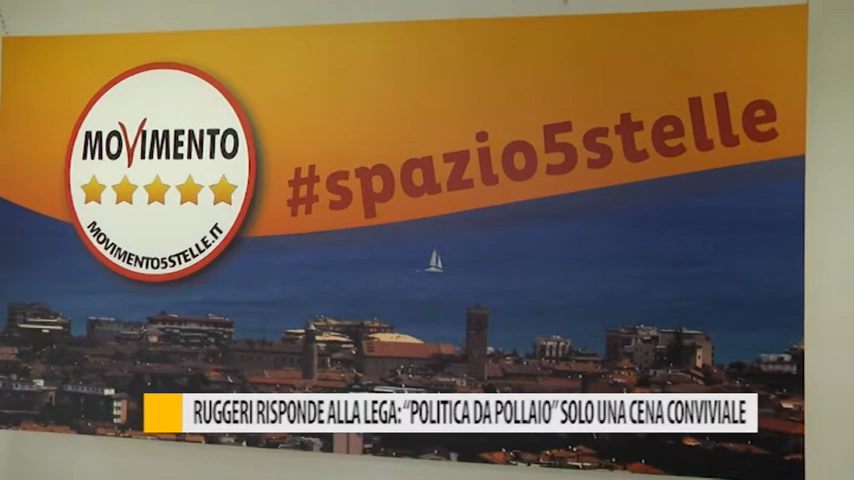 MOVIMENTO
MOVIMENTO5STELLE.IT
#spazio5stelle
RUGGERI RISPONDE ALLA LEGA: “POLITICA DA POLLAIO” SOLO UNA CENA CONVIVIALE